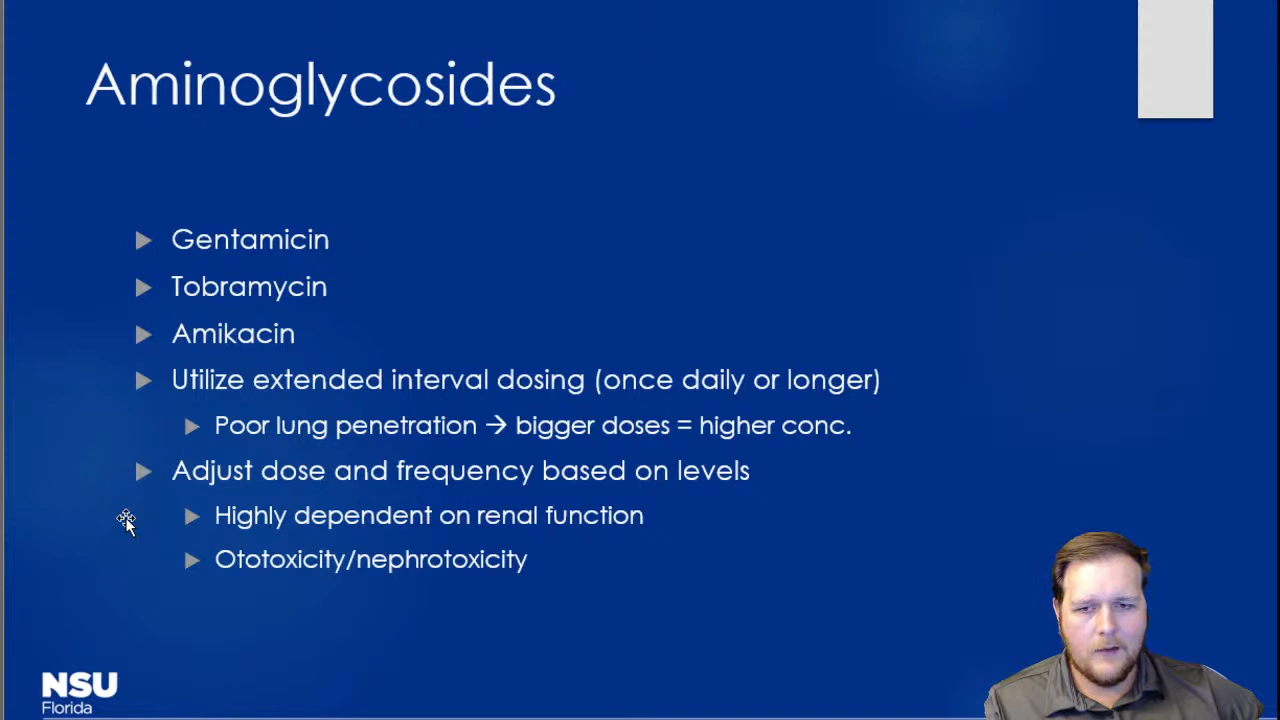 Aminoglycosides
Gentamicin
Tobramycin
Amikacin
Utilize extended interval dosing (once daily or longer)
Poor lung penetration → bigger doses = higher conc.
Adjust dose and frequency based on levels
Highly dependent on renal function
Ototoxicity/nephrotoxicity
NSU
Florida